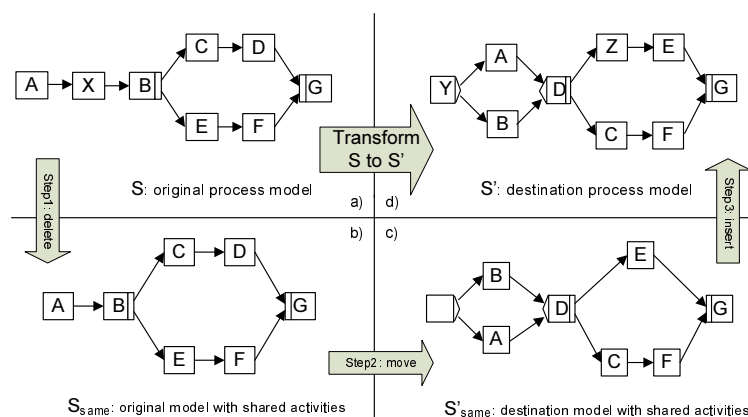 C D
A X B G
E F
S: original process model
a)
Transform
S to S'
A Z E
Y D G
B C F
S': destination process model
d)
Step1: delete
b)
C D
A B G
E F
Ssame: original model with shared activities
Step2: move
c)
B E
D G
A C F
S'same: destination model with shared activities
Step3: insert